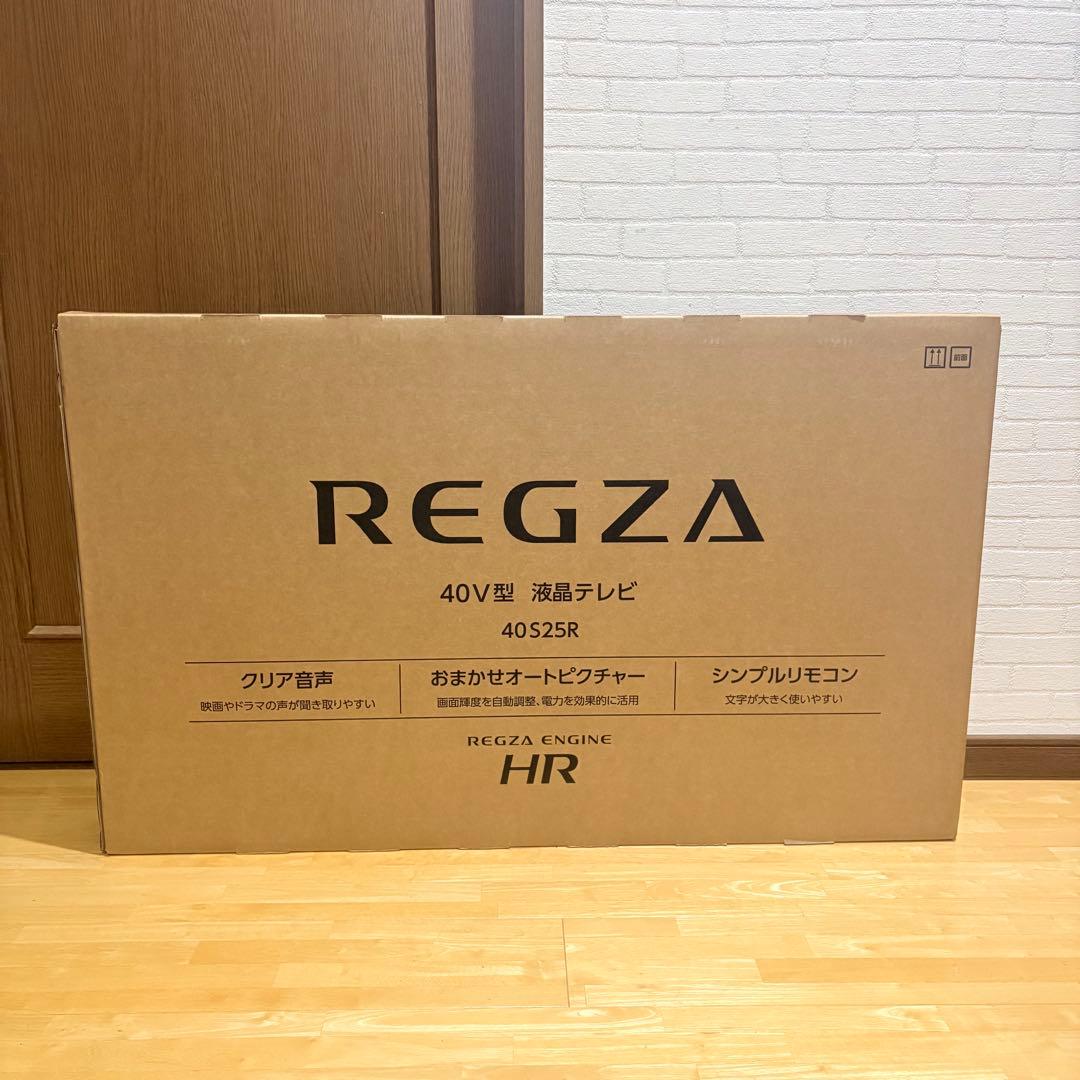 前面
REGZA
40V型 液晶テレビ
40S25R
クリア音声
映画やドラマの声が聞き取りやすい
おまかせオートピクチャー
画面輝度を自動調整、電力を効果的に活用
シンプルリモコン
文字が大きく使いやすい
REGZA ENGINE
HR